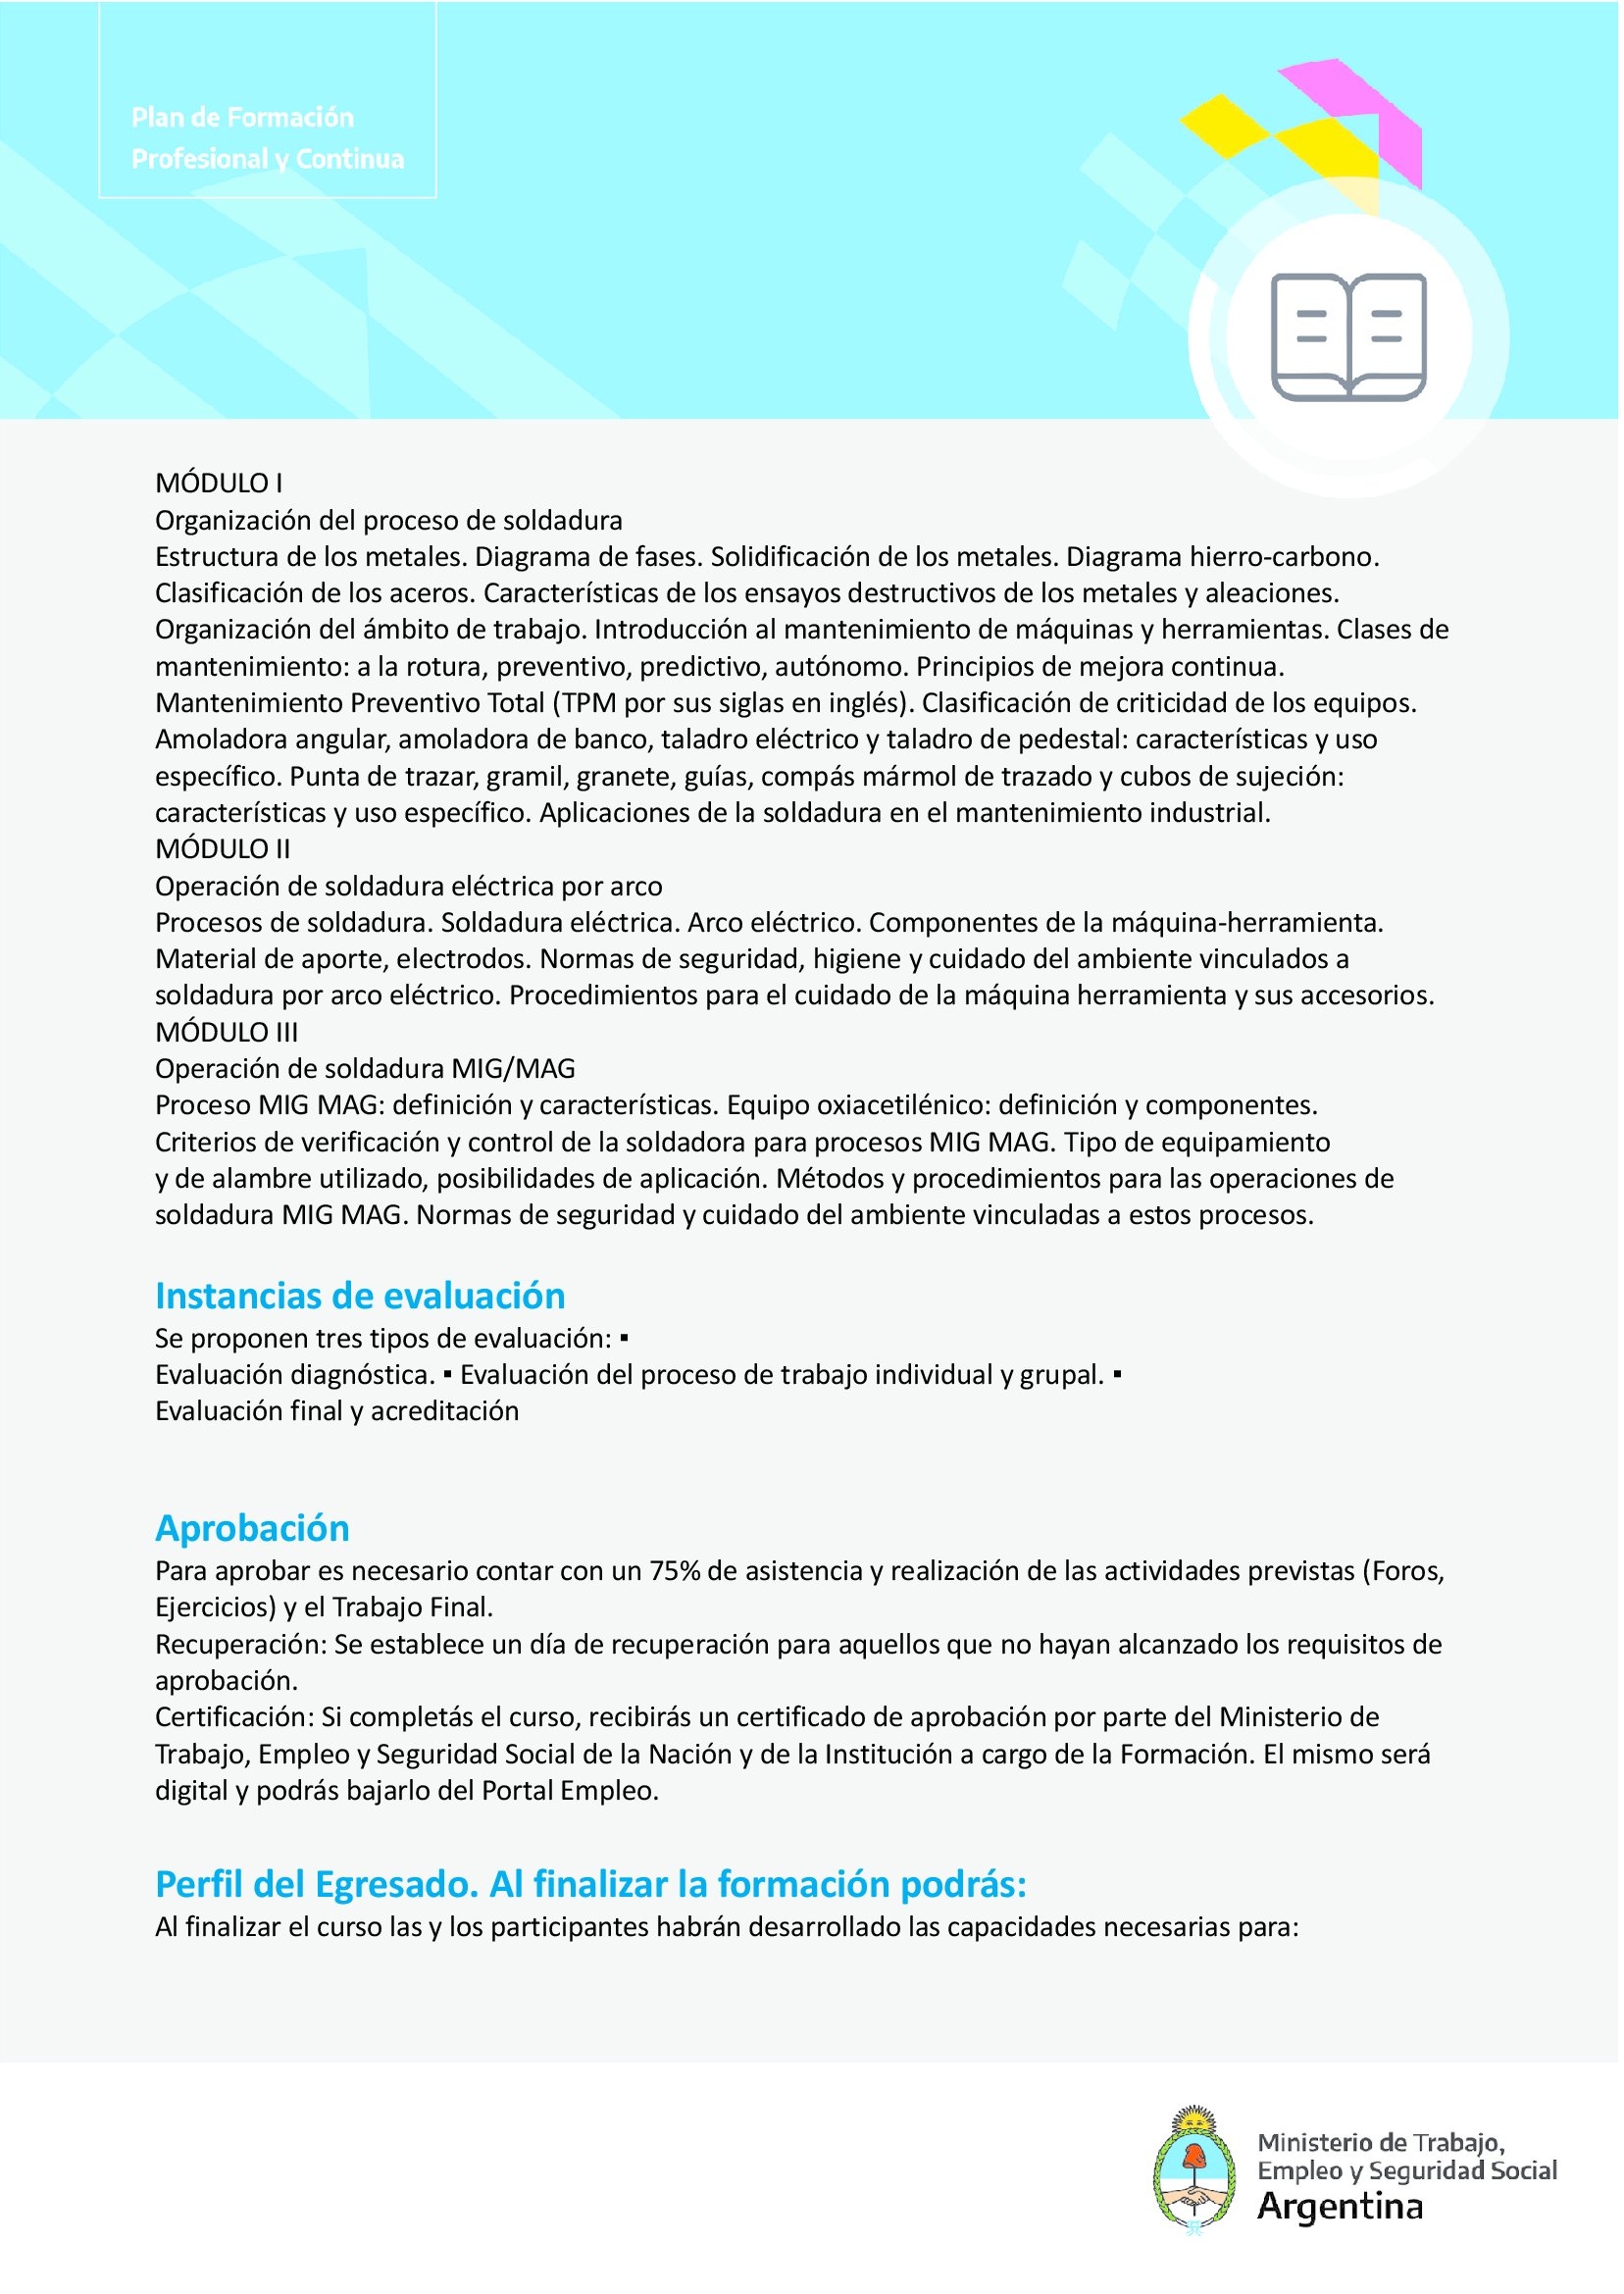 Plan de Formación
Profesional y Continua
MÓDULO I
Organización del proceso de soldadura
Estructura de los metales. Diagrama de fases. Solidificación de los metales. Diagrama hierro-carbono.
Clasificación de los aceros. Características de los ensayos destructivos de los metales y aleaciones.
Organización del ámbito de trabajo. Introducción al mantenimiento de máquinas y herramientas. Clases de
mantenimiento: a la rotura, preventivo, predictivo, autónomo. Principios de mejora continua.
Mantenimiento Preventivo Total (TPM por sus siglas en inglés). Clasificación de criticidad de los equipos.
Amoladora angular, amoladora de banco, taladro eléctrico y taladro de pedestal: características y uso
específico. Punta de trazar, gramil, granete, guías, compás mármol de trazado y cubos de sujeción:
características y uso específico. Aplicaciones de la soldadura en el mantenimiento industrial.
MÓDULO II
Operación de soldadura eléctrica por arco
Procesos de soldadura. Soldadura eléctrica. Arco eléctrico. Componentes de la máquina-herramienta.
Material de aporte, electrodos. Normas de seguridad, higiene y cuidado del ambiente vinculados a
soldadura por arco eléctrico. Procedimientos para el cuidado de la máquina herramienta y sus accesorios.
MÓDULO III
Operación de soldadura MIG/MAG
Proceso MIG MAG: definición y características. Equipo oxiacetilénico: definición y componentes.
Criterios de verificación y control de la soldadora para procesos MIG MAG. Tipo de equipamiento
y de alambre utilizado, posibilidades de aplicación. Métodos y procedimientos para las operaciones de
soldadura MIG MAG. Normas de seguridad y cuidado del ambiente vinculadas a estos procesos.
Instancias de evaluación
Se proponen tres tipos de evaluación: ▪
Evaluación diagnóstica. ▪ Evaluación del proceso de trabajo individual y grupal. ▪
Evaluación final y acreditación
Aprobación
Para aprobar es necesario contar con un 75% de asistencia y realización de las actividades previstas (Foros,
Ejercicios) y el Trabajo Final.
Recuperación: Se establece un día de recuperación para aquellos que no hayan alcanzado los requisitos de
aprobación.
Certificación: Si completás el curso, recibirás un certificado de aprobación por parte del Ministerio de
Trabajo, Empleo y Seguridad Social de la Nación y de la Institución a cargo de la Formación. El mismo será
digital y podrás bajarlo del Portal Empleo.
Perfil del Egresado. Al finalizar la formación podrás:
Al finalizar el curso las y los participantes habrán desarrollado las capacidades necesarias para:
Ministerio de Trabajo,
Empleo y Seguridad Social
Argentina